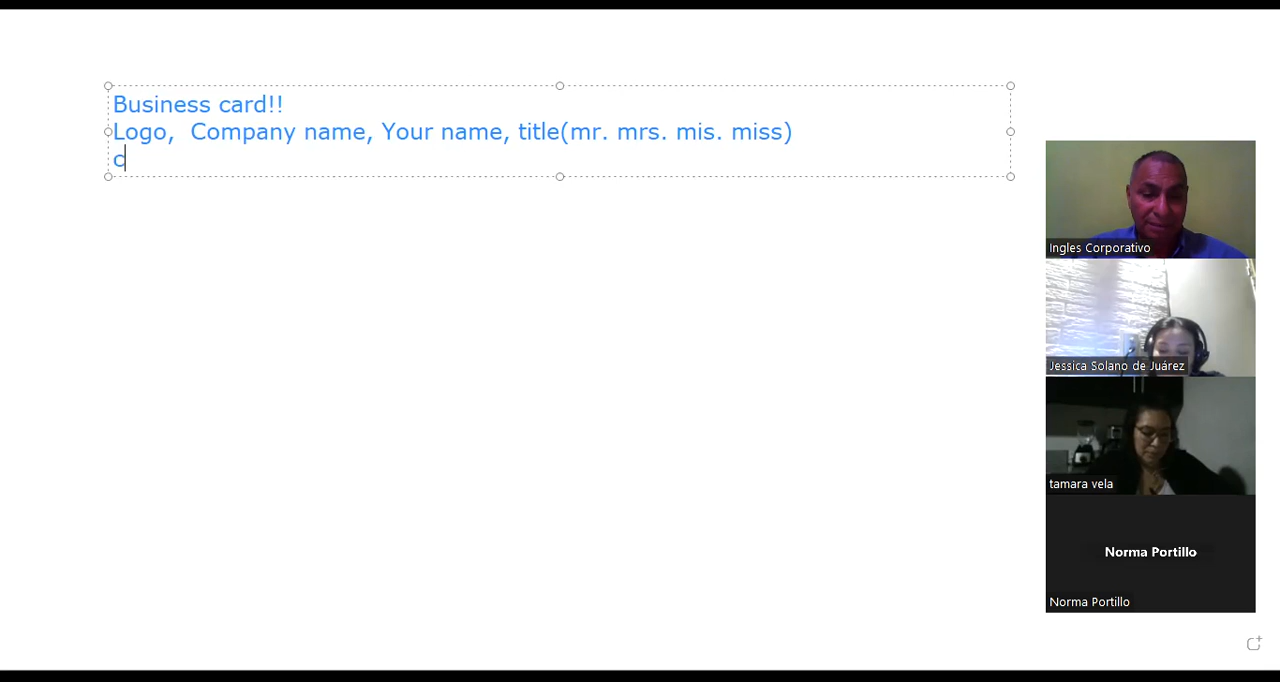 Business card!!
Logo,  Company name, Your name, title(mr. mrs. mis. miss)
c
Ingles Corporativo
Jessica Solano de Juárez
tamara vela
Norma Portillo
Norma Portillo